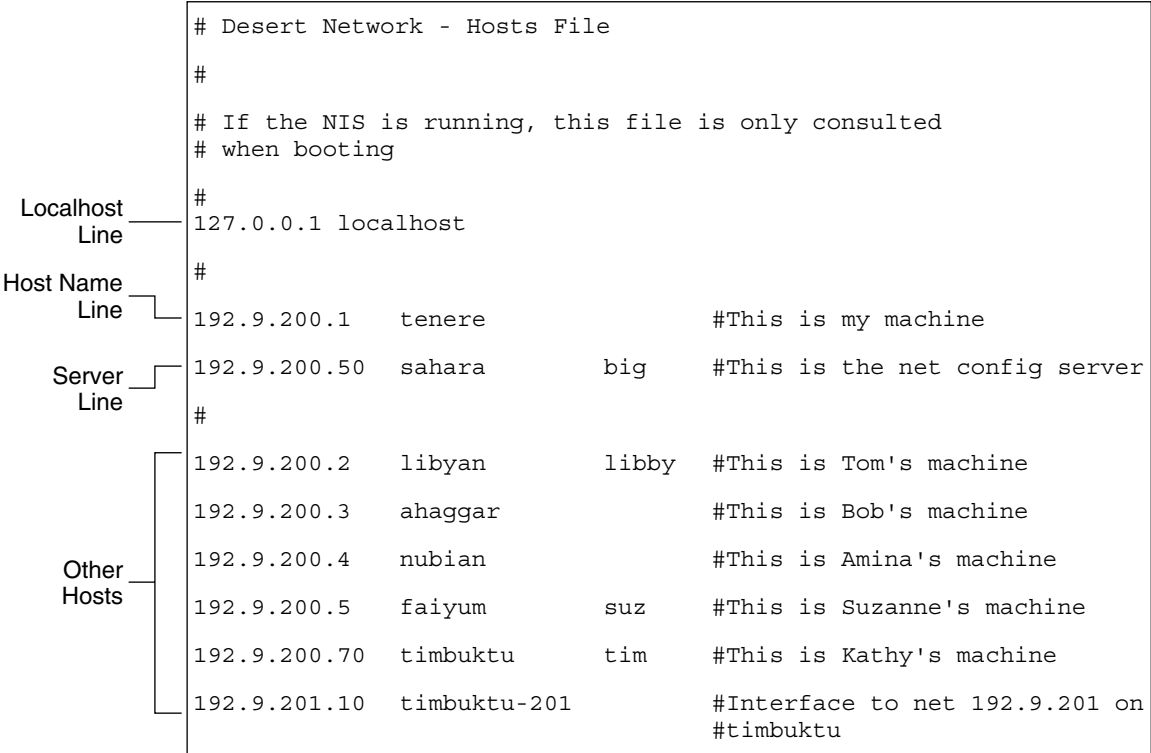 # Desert Network - Hosts File
#
# If the NIS is running, this file is only consulted
# when booting
#
Localhost
Line
127.0.0.1 localhost
#
Host Name
Line
192.9.200.1 tenere #This is my machine
Server
Line
192.9.200.50 sahara big #This is the net config server
#
Other
Hosts
192.9.200.2 libyan libby #This is Tom's machine
192.9.200.3 ahaggar #This is Bob's machine
192.9.200.4 nubian #This is Amina's machine
192.9.200.5 faiyum suz #This is Suzanne's machine
192.9.200.70 timbuktu tim #This is Kathy's machine
192.9.201.10 timbuktu-201 #Interface to net 192.9.201 on
#timbuktu